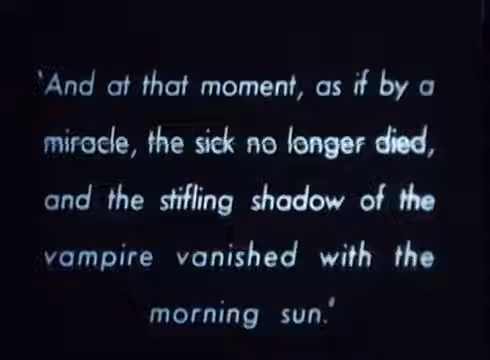 'And at that moment, as if by a
miracle, the sick no longer died,
and the stifling shadow of the
vampire vanished with the
morning sun.'